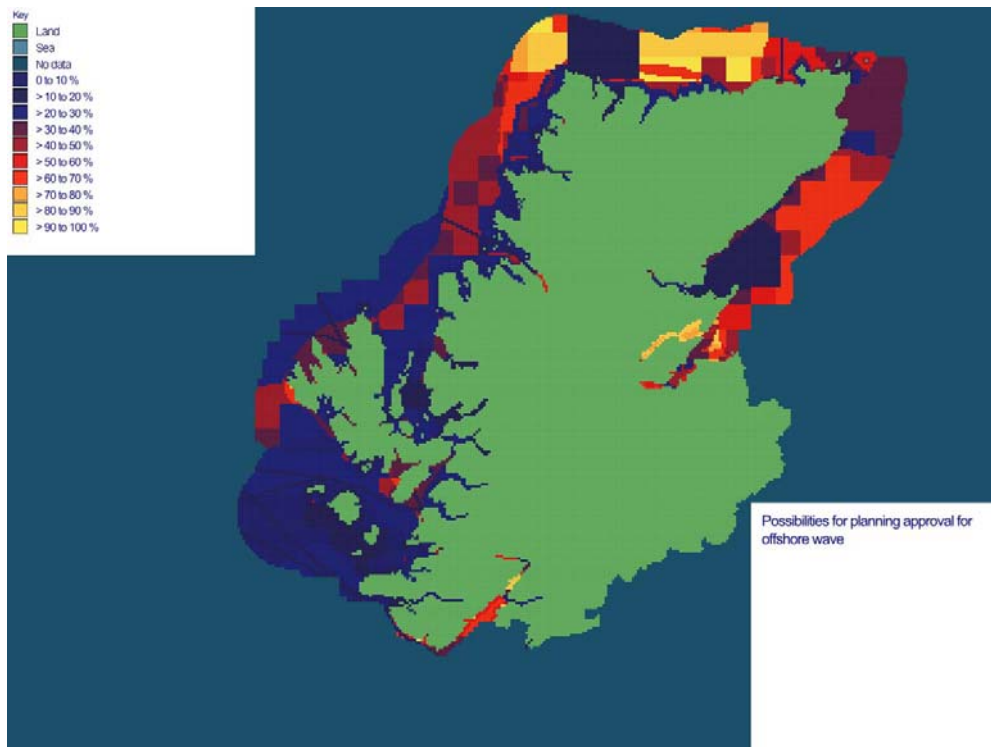 Key
Land
Sea
No data
0 to 10 %
> 10 to 20 %
> 20 to 30 %
> 30 to 40 %
> 40 to 50 %
> 50 to 60 %
> 60 to 70 %
> 70 to 80 %
> 80 to 90 %
> 90 to 100 %
Possibilities for planning approval for
offshore wave